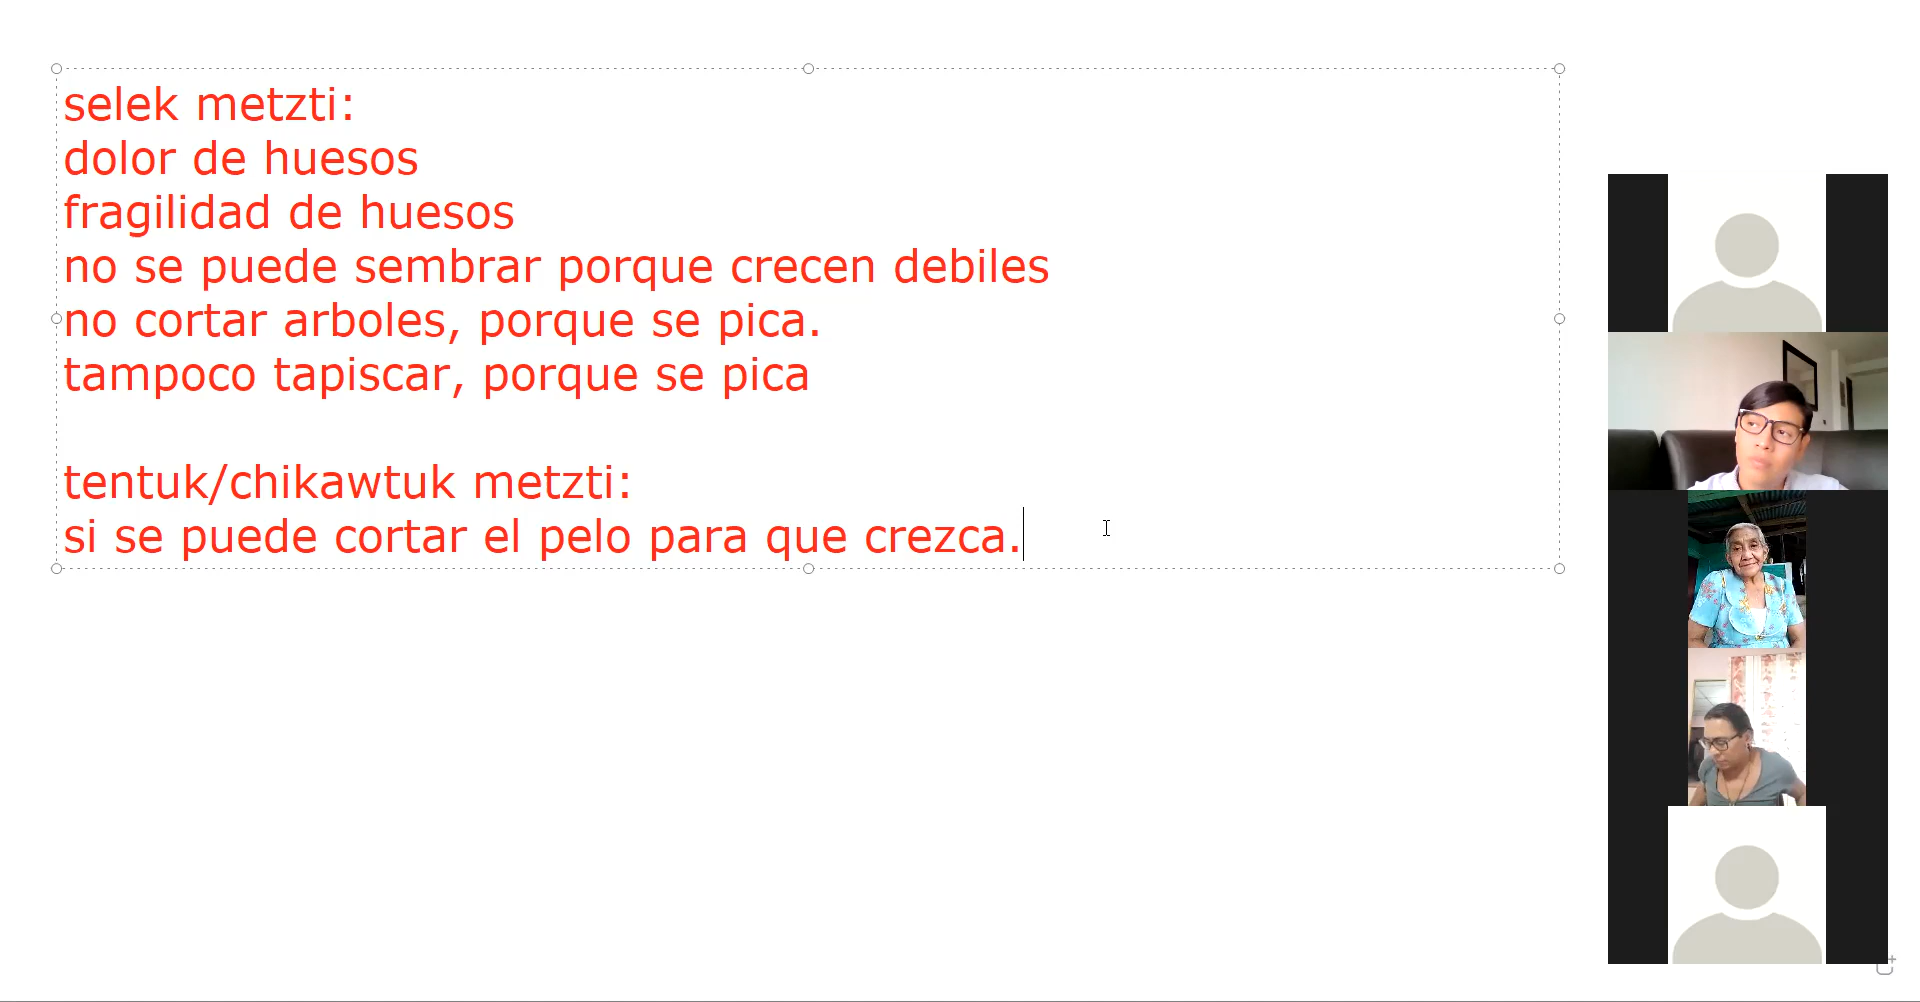 selek metzti:
dolor de huesos
fragilidad de huesos
no se puede sembrar porque crecen debiles
no cortar arboles, porque se pica.
tampoco tapiscar, porque se pica
tentuk/chikawtuk metzti:
si se puede cortar el pelo para que crezca.